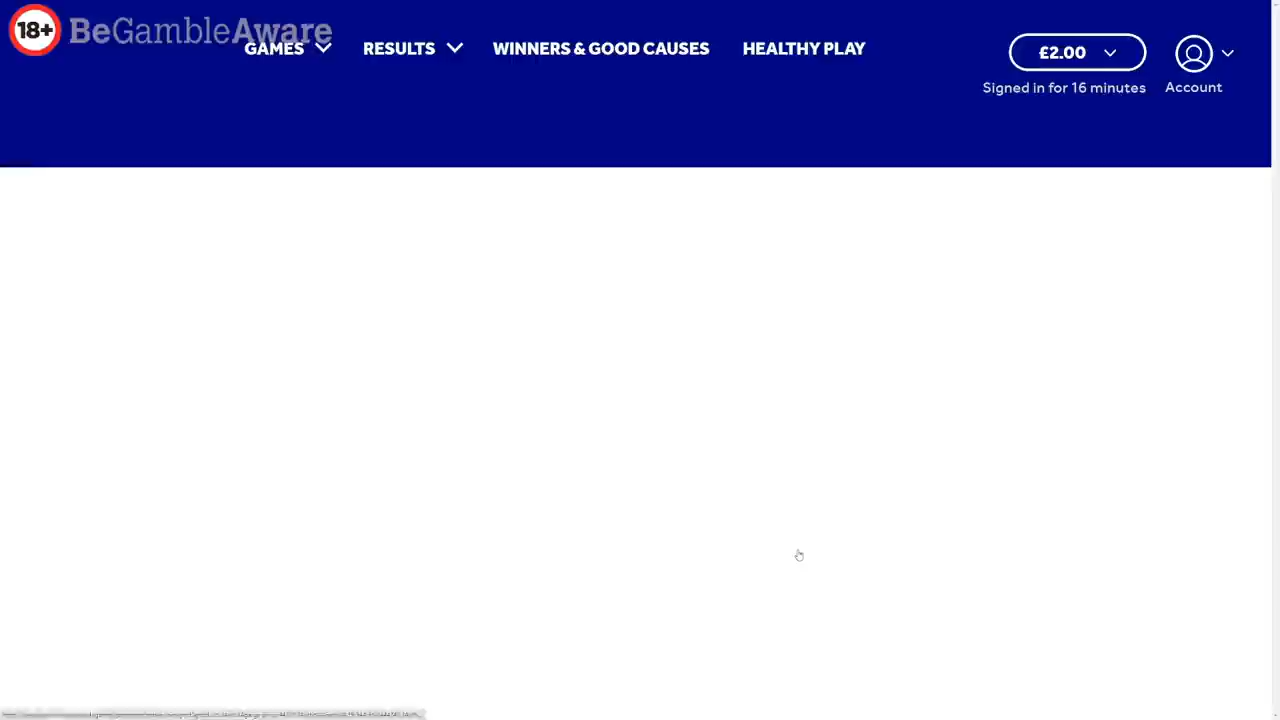 18+ BeGambleAware
GAMES RESULTS WINNERS & GOOD CAUSES HEALTHY PLAY
£2.00
Signed in for 16 minutes Account